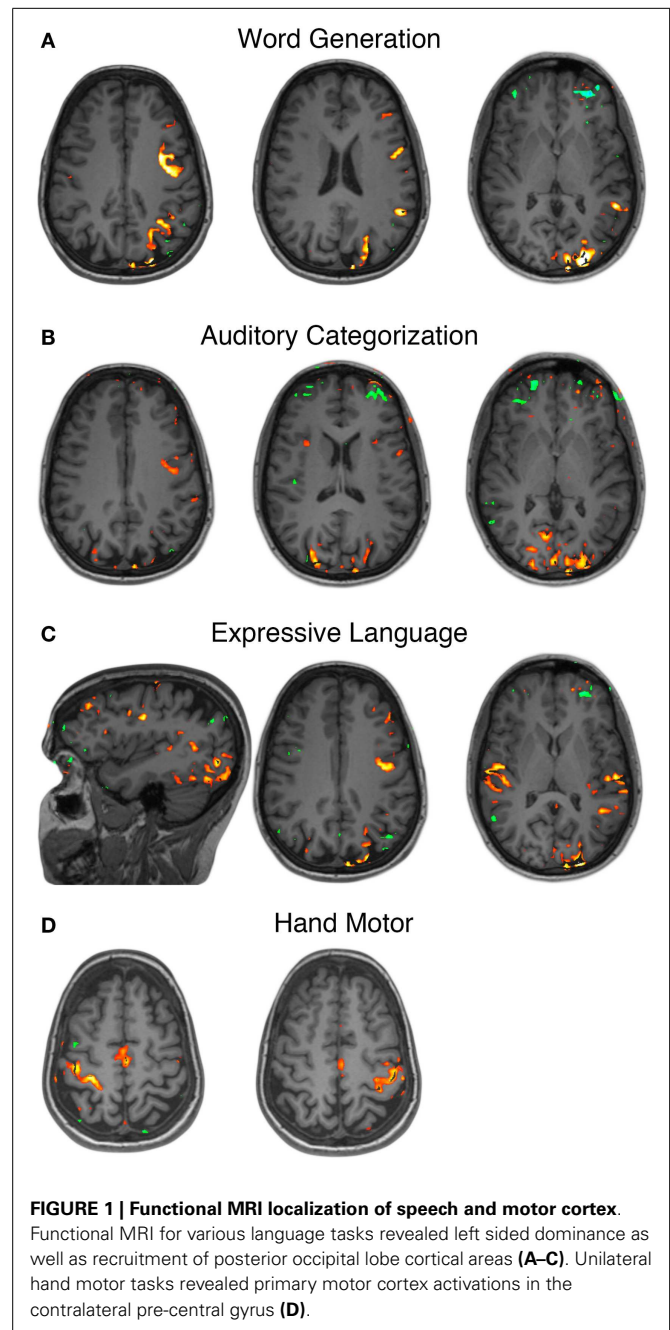 A
Word Generation
B
Auditory Categorization
C
Expressive Language
D
Hand Motor
FIGURE 1 | Functional MRI localization of speech and motor cortex.
Functional MRI for various language tasks revealed left sided dominance as
well as recruitment of posterior occipital lobe cortical areas (A–C). Unilateral
hand motor tasks revealed primary motor cortex activations in the
contralateral pre-central gyrus (D).